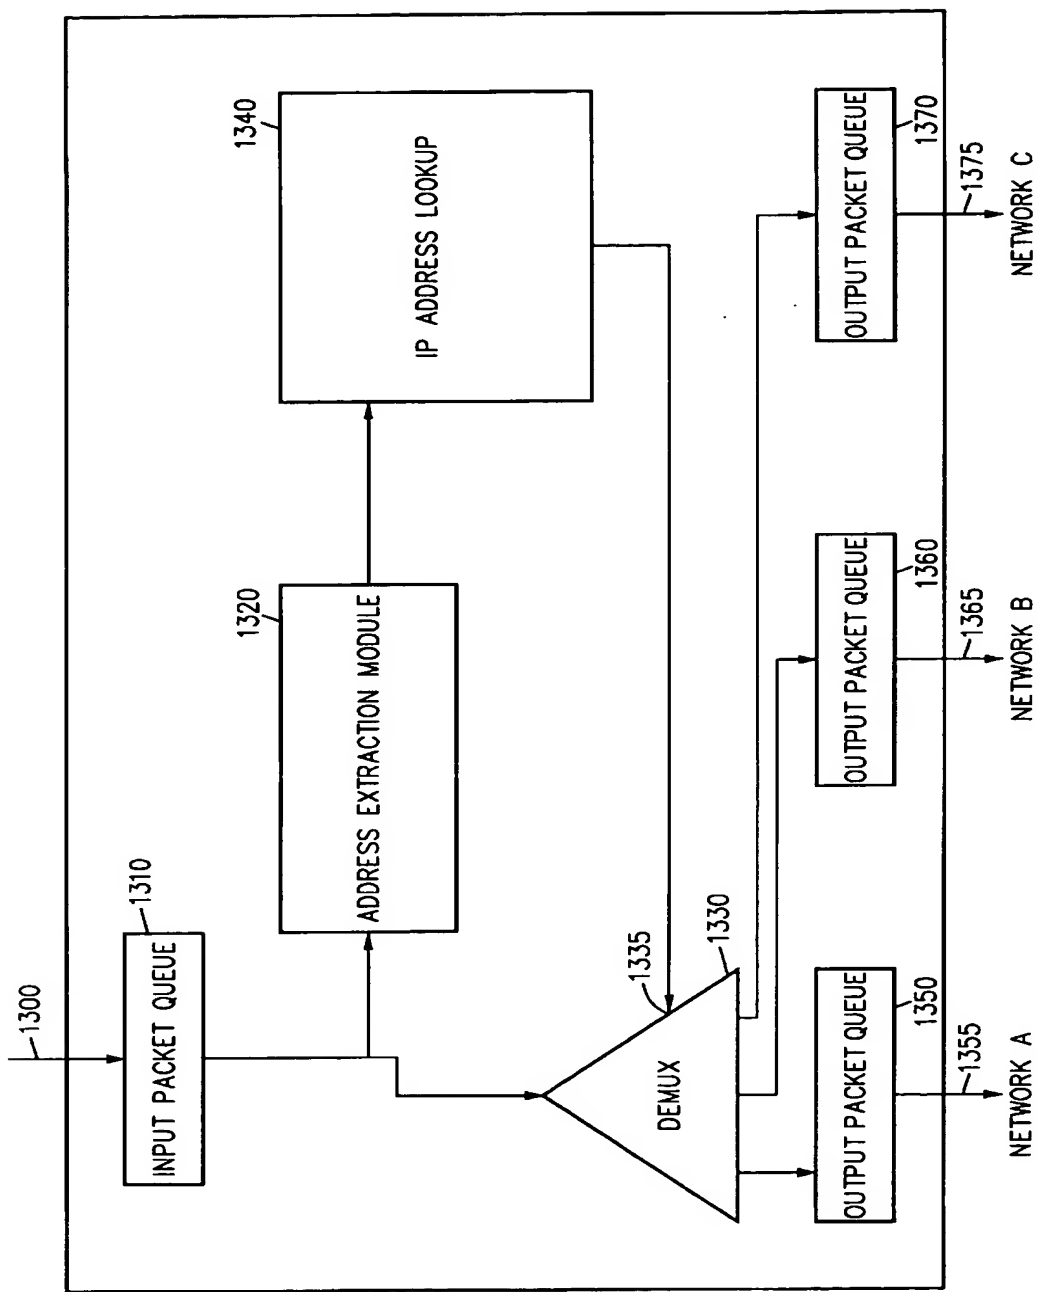 1300
1310
INPUT PACKET QUEUE
1320
ADDRESS EXTRACTION MODULE
1340
IP ADDRESS LOOKUP
1335
1330
DEMUX
OUTPUT PACKET QUEUE
1350
1355
NETWORK A
OUTPUT PACKET QUEUE
1360
1365
NETWORK B
OUTPUT PACKET QUEUE
1370
1375
NETWORK C